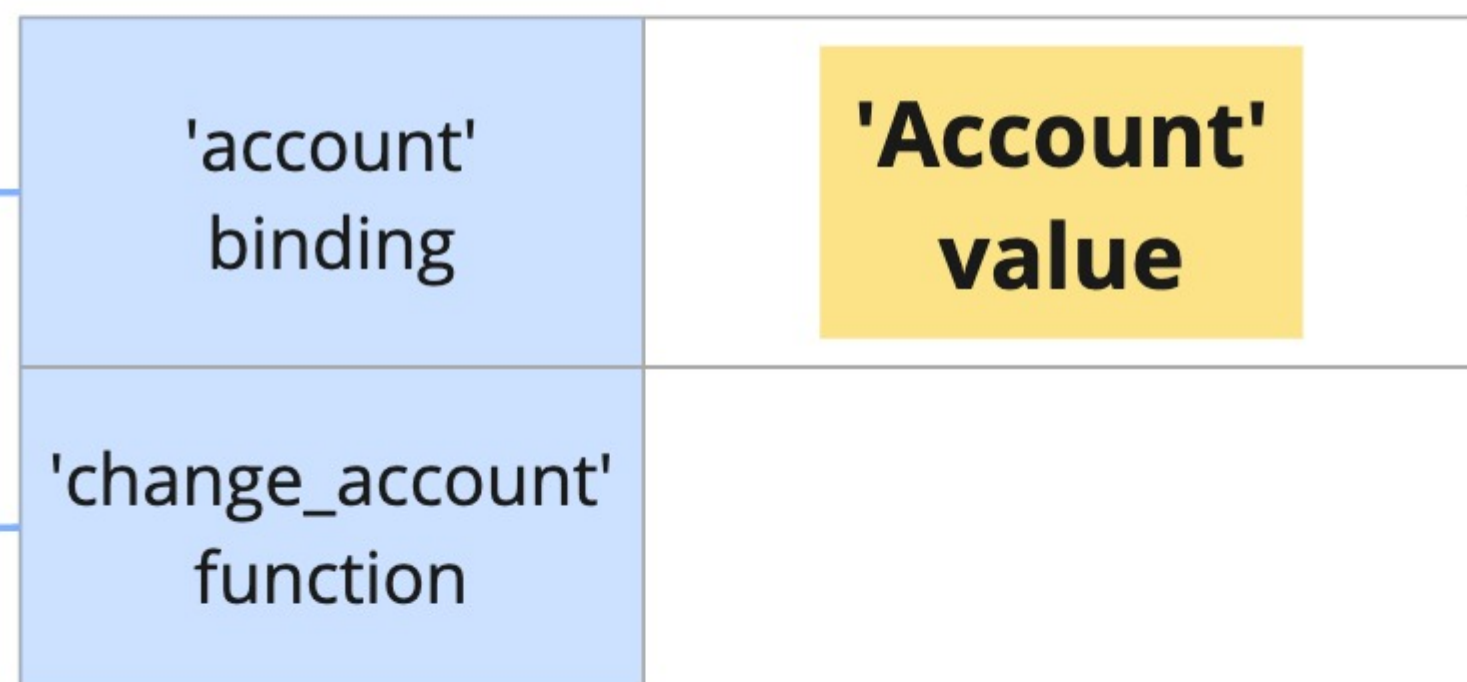 'account'
binding
'Account'
value
'change_account'
function